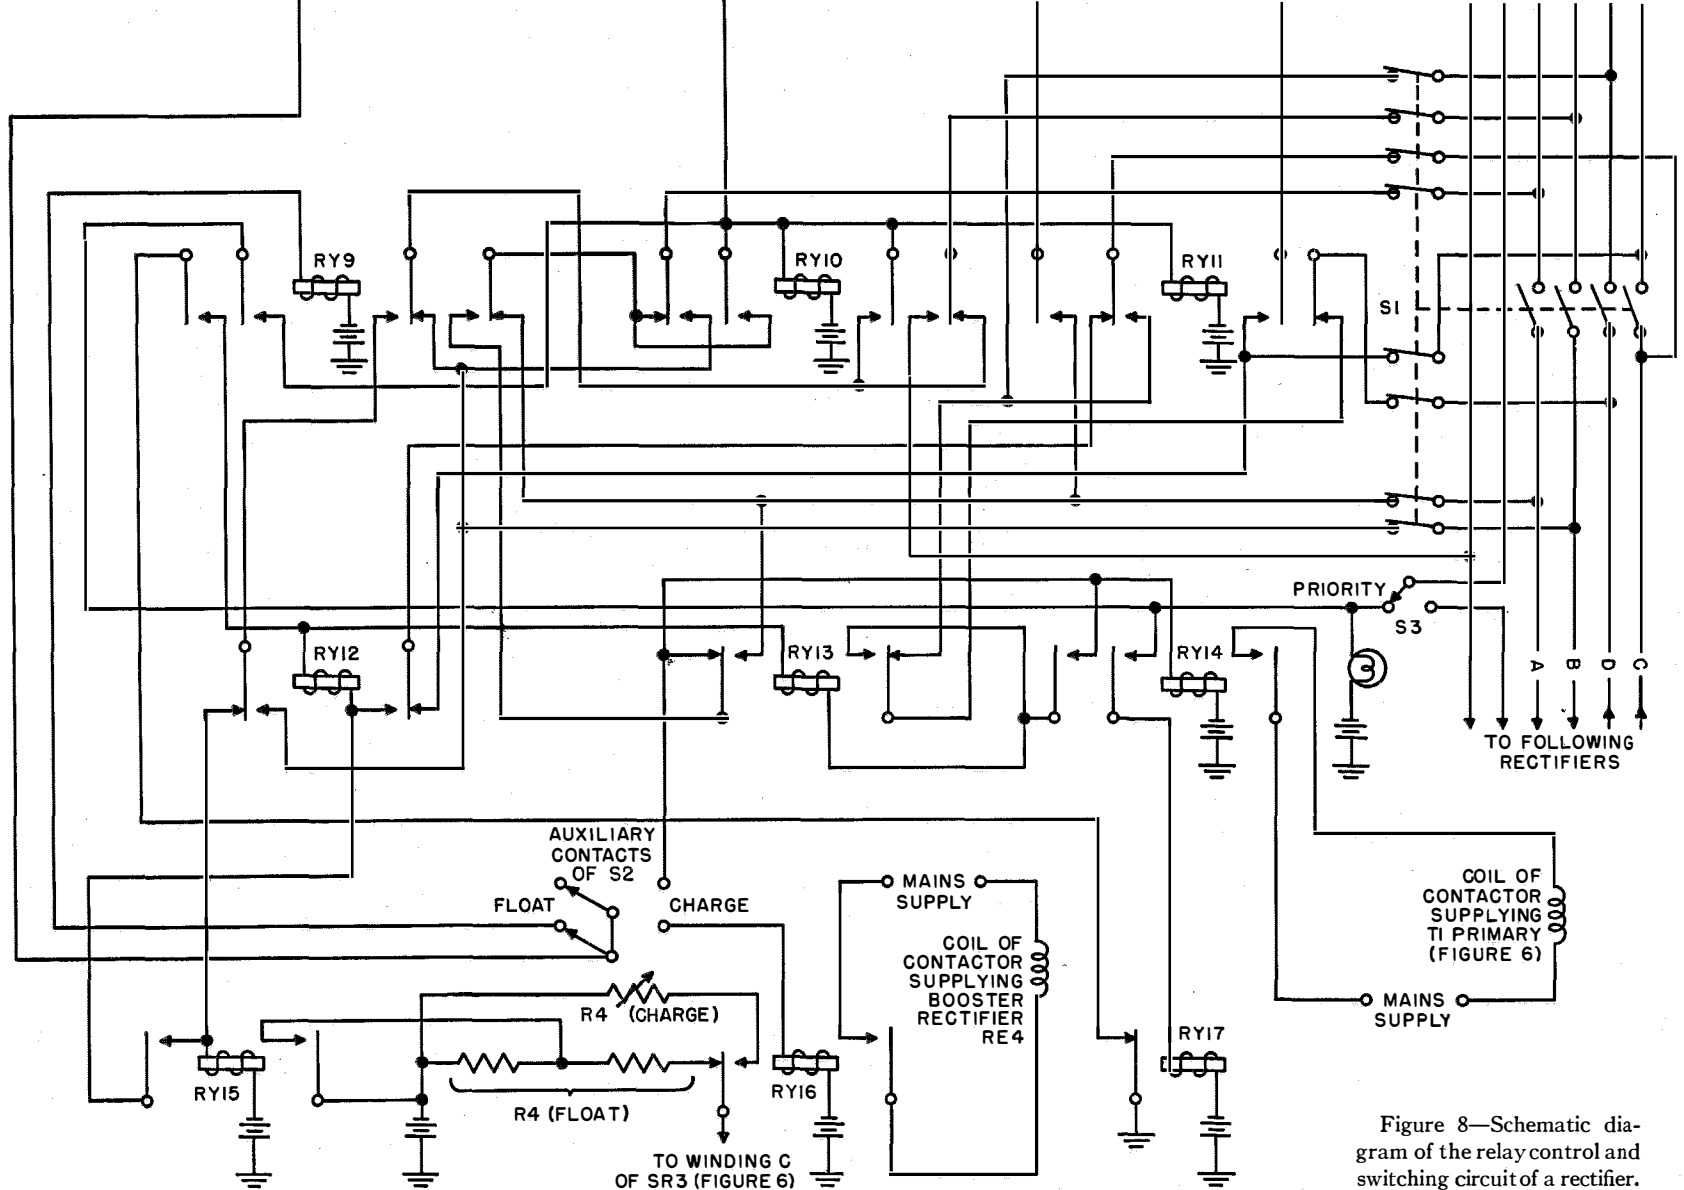 RY9
RY10
RY11
S1
PRIORITY
S3
RY12
RY13
RY14
A
B
D
C
TO FOLLOWING
RECTIFIERS
AUXILIARY
CONTACTS
OF S2
FLOAT
CHARGE
MAINS
SUPPLY
COIL OF
CONTACTOR
SUPPLYING
BOOSTER
RECTIFIER
RE4
COIL OF
CONTACTOR
SUPPLYING
T1 PRIMARY
(FIGURE 6)
MAINS
SUPPLY
R4 (CHARGE)
RY15
R4 (FLOAT)
RY16
RY17
TO WINDING C
OF SR3 (FIGURE 6)
Figure 8—Schematic dia-
gram of the relay control and
switching circuit of a rectifier.